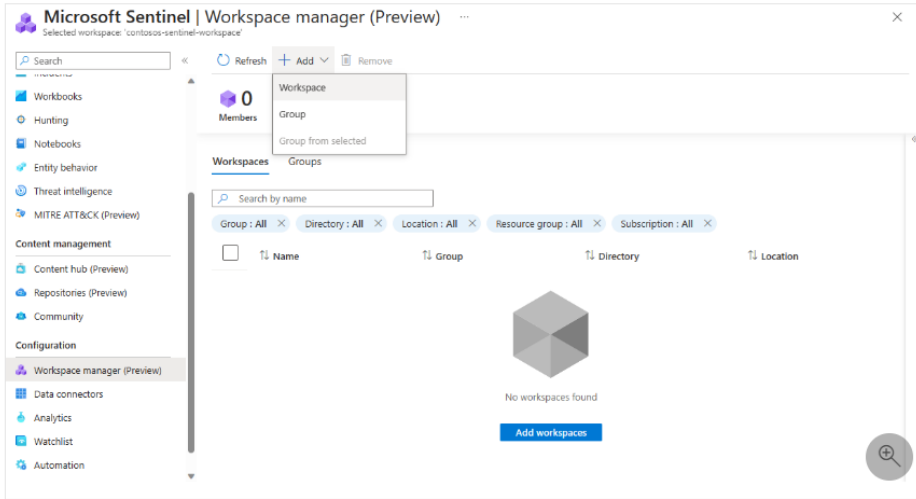 Microsoft Sentinel | Workspace manager (Preview) ...
Selected workspace: 'contosos-sentinel-workspace'
Search
«
Refresh
Add
Remove
Workspace
Group
Group from selected
Incidents
Workbooks
Hunting
Notebooks
Entity behavior
Threat intelligence
MITRE ATT&CK (Preview)
Content management
Content hub (Preview)
Repositories (Preview)
Community
Configuration
Workspace manager (Preview)
Data connectors
Analytics
Watchlist
Automation
0
Members
Workspaces Groups
Search by name
Group : All Directory : All Location : All Resource group : All Subscription : All
Name Group Directory Location
No workspaces found
Add workspaces